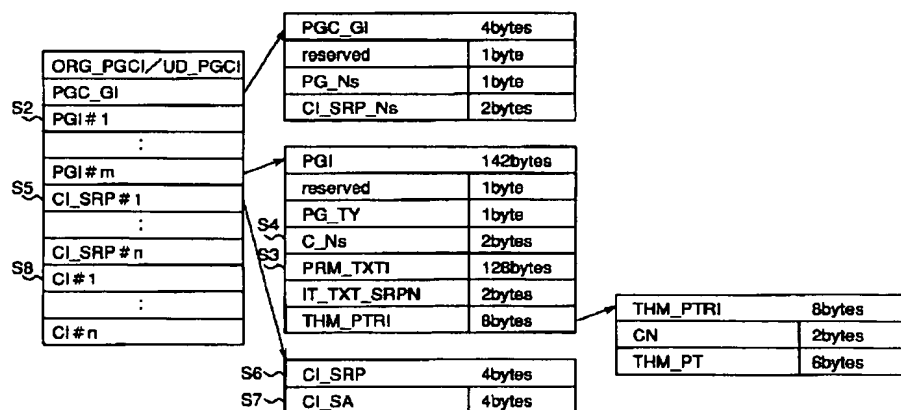 ORG_PGCI/UD_PGCI
PGC_GI
S2
PGI#1
:
PGI#m
S5
CI_SRP#1
:
CI_SRP#n
S8
CI#1
:
CI#n
PGC_GI 4bytes
reserved 1byte
PG_Ns 1byte
CI_SRP_Ns 2bytes
PGI 142bytes
reserved 1byte
PG_TY 1byte
S4
C_Ns 2bytes
S3
PRM_TXTI 128bytes
IT_TXT_SRPN 2bytes
THM_PTRI 8bytes
S6 CI_SRP 4bytes
S7 CI_SA 4bytes
THM_PTRI 8bytes
CN 2bytes
THM_PT 6bytes